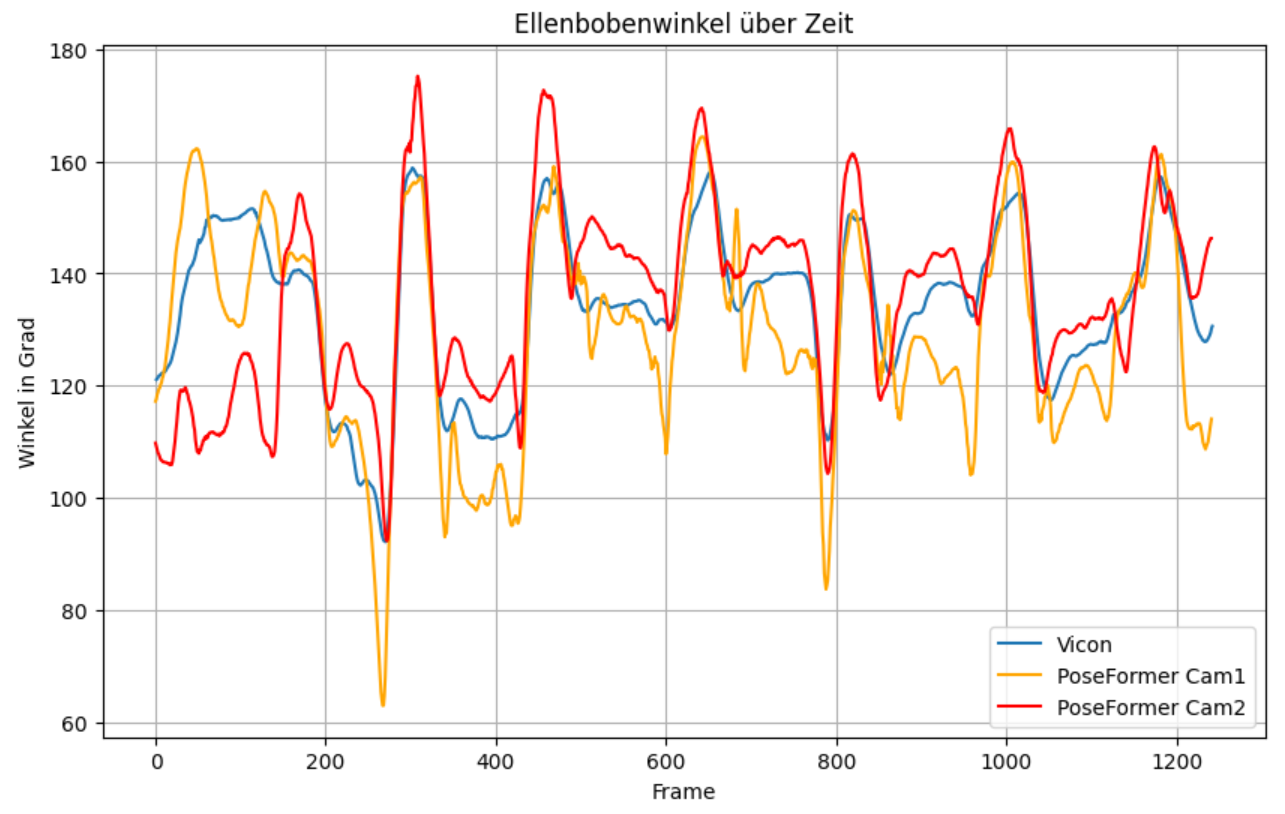 Ellenbobenwinkel über Zeit
180
160
140
120
100
80
60
Winkel in Grad
0 200 400 600 800 1000 1200
Frame
Vicon
PoseFormer Cam1
PoseFormer Cam2